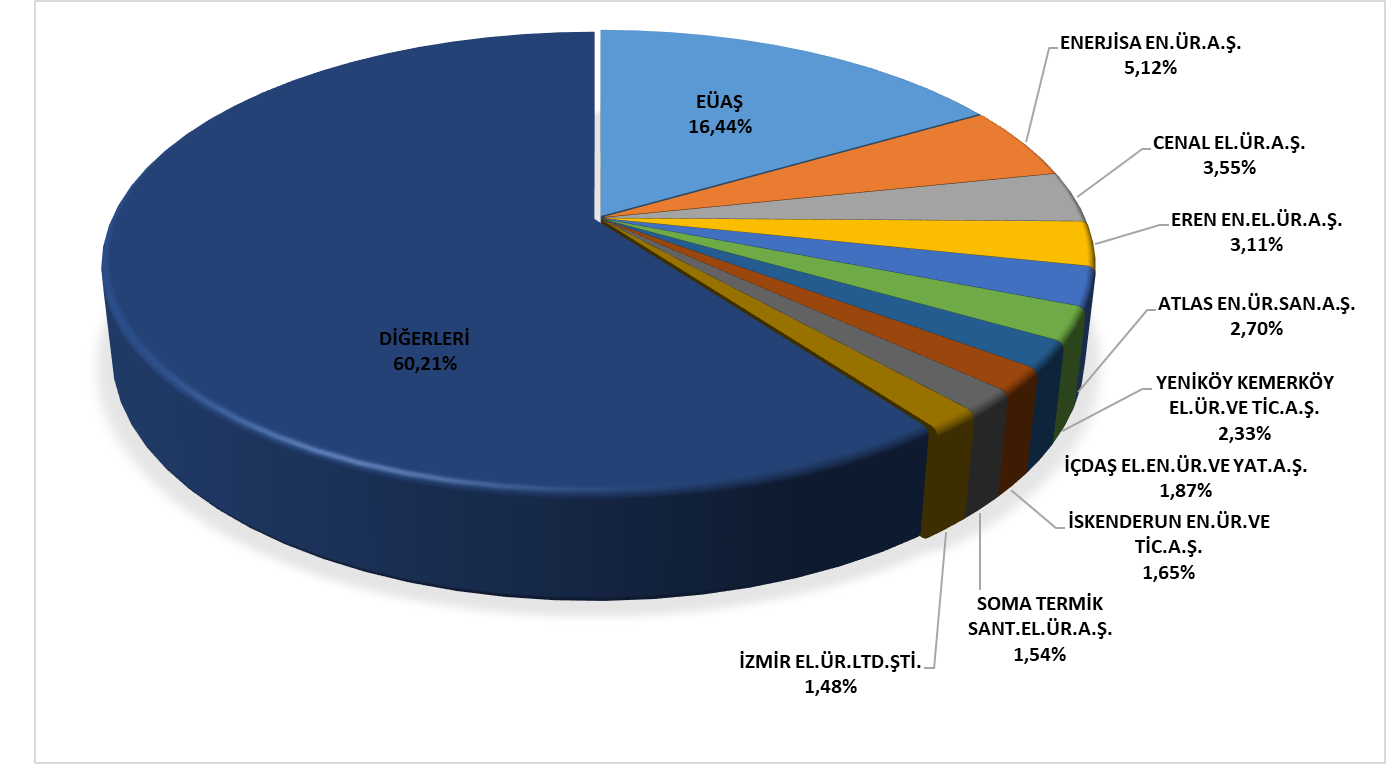 EÜAŞ
16,44%
ENERJİSA EN.ÜR.A.Ş.
5,12%
CENAL EL.ÜR.A.Ş.
3,55%
EREN EN.EL.ÜR.A.Ş.
3,11%
ATLAS EN.ÜR.SAN.A.Ş.
2,70%
YENİKÖY KEMERKÖY
EL.ÜR.VE TİC.A.Ş.
2,33%
İÇDAŞ EL.EN.ÜR.VE YAT.A.Ş.
1,87%
İSKENDERUN EN.ÜR.VE
TİC.A.Ş.
1,65%
SOMA TERMİK
SANT.EL.ÜR.A.Ş.
1,54%
İZMİR EL.ÜR.LTD.ŞTİ.
1,48%
DİĞERLERİ
60,21%